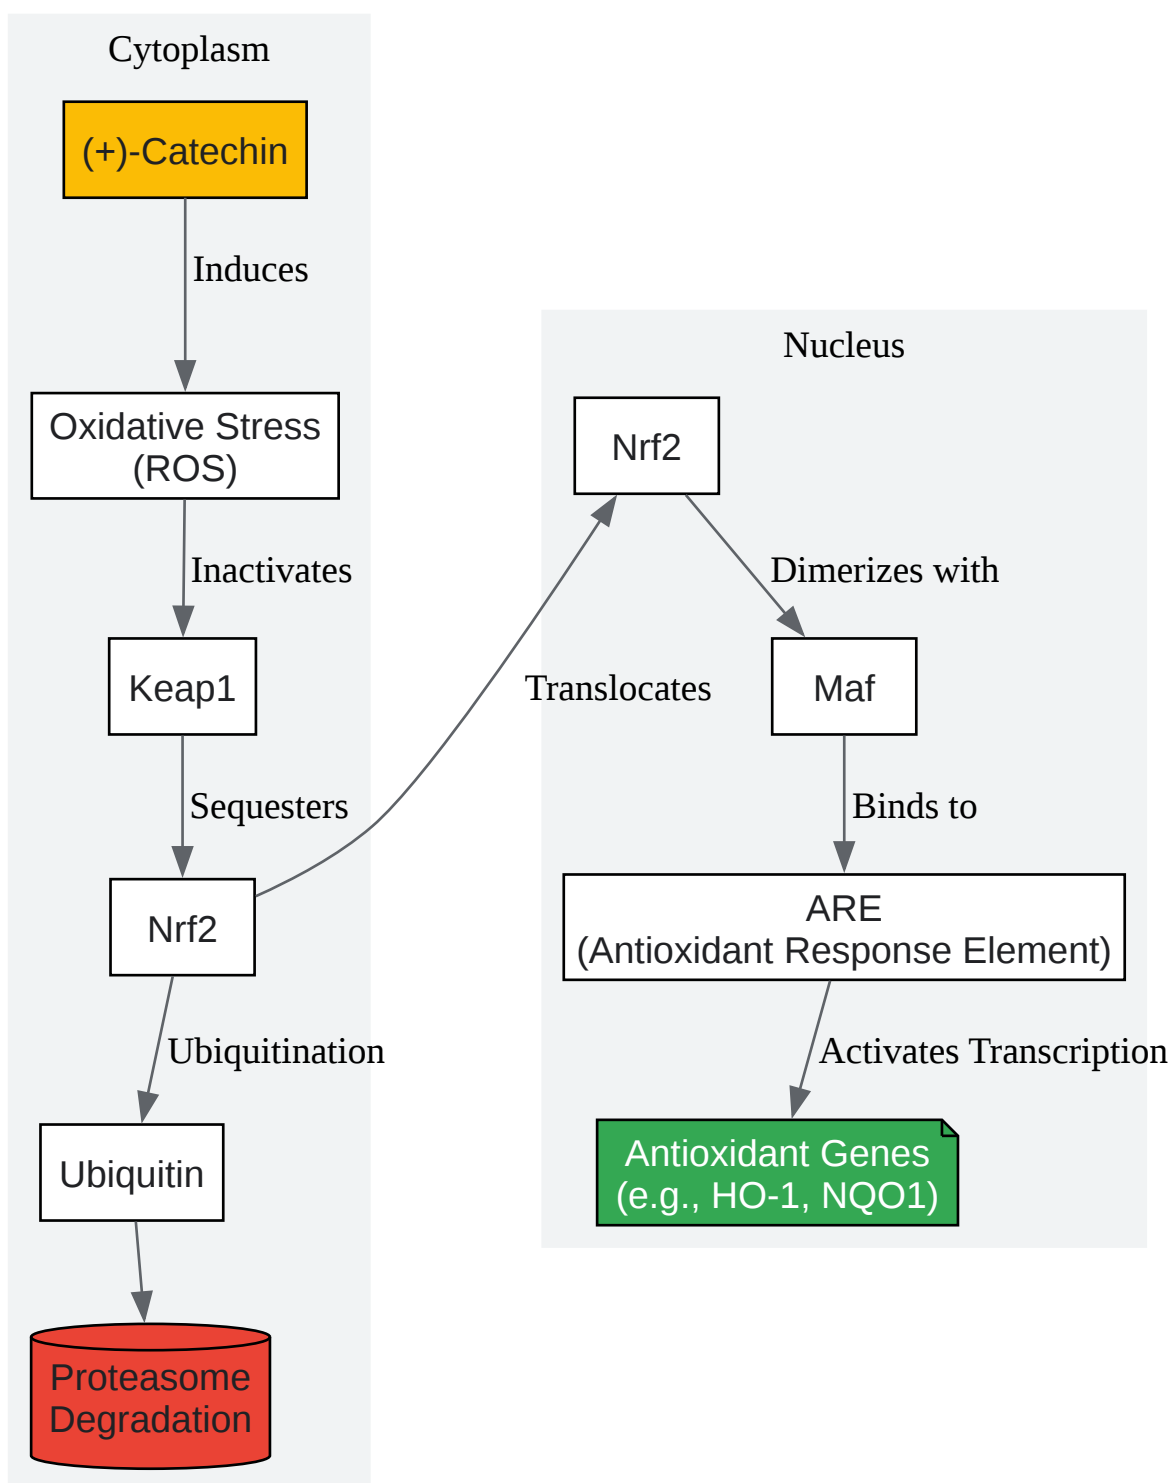 Cytoplasm
(+)-Catechin
Induces
Oxidative Stress
(ROS)
Inactivates
Keap1
Sequesters
Nrf2
Ubiquitination
Ubiquitin
Proteasome
Degradation
Translocates
Nucleus
Nrf2
Dimerizes with
Maf
Binds to
ARE
(Antioxidant Response Element)
Activates Transcription
Antioxidant Genes
(e.g., HO-1, NQO1)